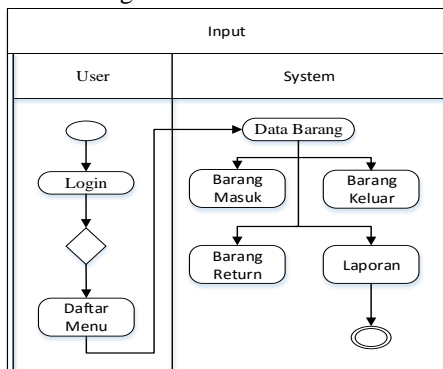 Input
User
System
Data Barang
Login
Barang
Masuk
Barang
Keluar
Daftar
Menu
Barang
Return
Laporan